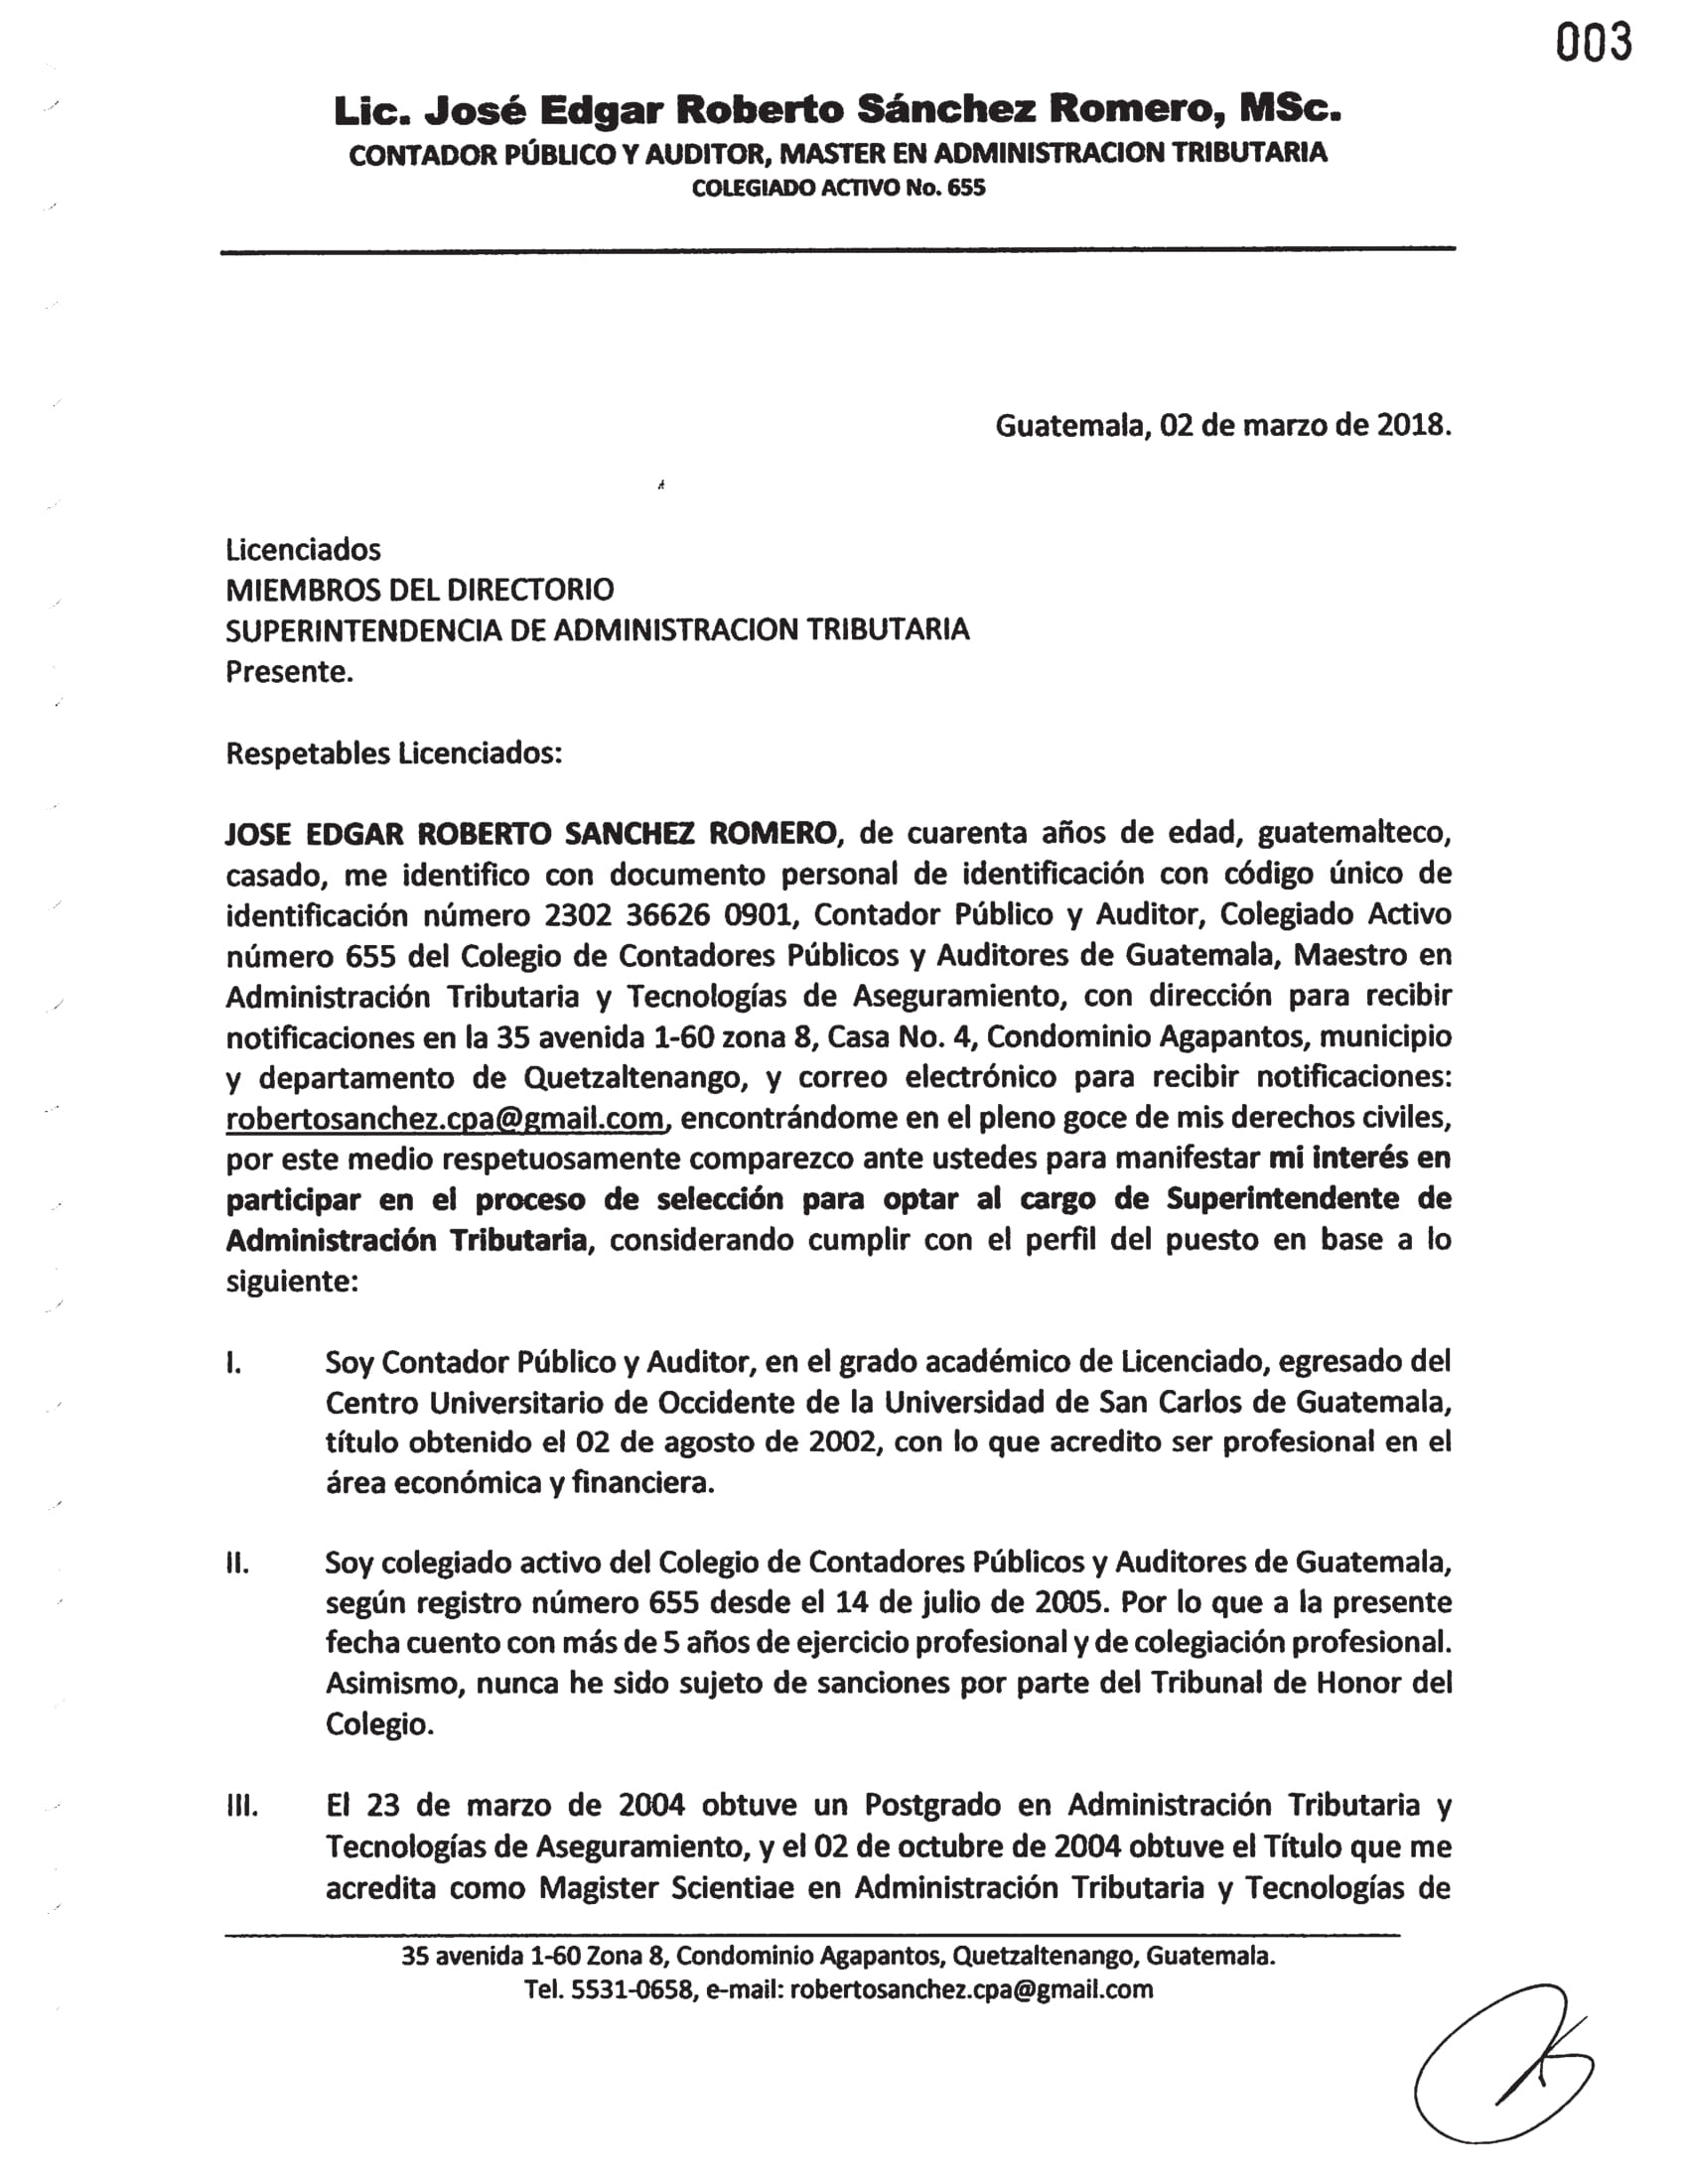 003
Lic. José Edgar Roberto Sánchez Romero, MSc.
CONTADOR PÚBLICO Y AUDITOR, MASTER EN ADMINISTRACION TRIBUTARIA
COLEGIADO ACTIVO No. 655
Guatemala, 02 de marzo de 2018.
Licenciados
MIEMBROS DEL DIRECTORIO
SUPERINTENDENCIA DE ADMINISTRACION TRIBUTARIA
Presente.
Respetables Licenciados:
JOSE EDGAR ROBERTO SANCHEZ ROMERO, de cuarenta años de edad, guatemalteco,
casado, me identifico con documento personal de identificación con código único de
identificación número 2302 36626 0901, Contador Público y Auditor, Colegiado Activo
número 655 del Colegio de Contadores Públicos y Auditores de Guatemala, Maestro en
Administración Tributaria y Tecnologías de Aseguramiento, con dirección para recibir
notificaciones en la 35 avenida 1-60 zona 8, Casa No. 4, Condominio Agapantos, municipio
y departamento de Quetzaltenango, y correo electrónico para recibir notificaciones:
robertosanchez.cpa@gmail.com, encontrándome en el pleno goce de mis derechos civiles,
por este medio respetuosamente comparezco ante ustedes para manifestar mi interés en
participar en el proceso de selección para optar al cargo de Superintendente de
Administración Tributaria, considerando cumplir con el perfil del puesto en base a lo
siguiente:
I. Soy Contador Público y Auditor, en el grado académico de Licenciado, egresado del
Centro Universitario de Occidente de la Universidad de San Carlos de Guatemala,
título obtenido el 02 de agosto de 2002, con lo que acredito ser profesional en el
área económica y financiera.
II. Soy colegiado activo del Colegio de Contadores Públicos y Auditores de Guatemala,
según registro número 655 desde el 14 de julio de 2005. Por lo que a la presente
fecha cuento con más de 5 años de ejercicio profesional y de colegiación profesional.
Asimismo, nunca he sido sujeto de sanciones por parte del Tribunal de Honor del
Colegio.
III. El 23 de marzo de 2004 obtuve un Postgrado en Administración Tributaria y
Tecnologías de Aseguramiento, y el 02 de octubre de 2004 obtuve el Título que me
acredita como Magister Scientiae en Administración Tributaria y Tecnologías de
35 avenida 1-60 Zona 8, Condominio Agapantos, Quetzaltenango, Guatemala.
Tel. 5531-0658, e-mail: robertosanchez.cpa@gmail.com